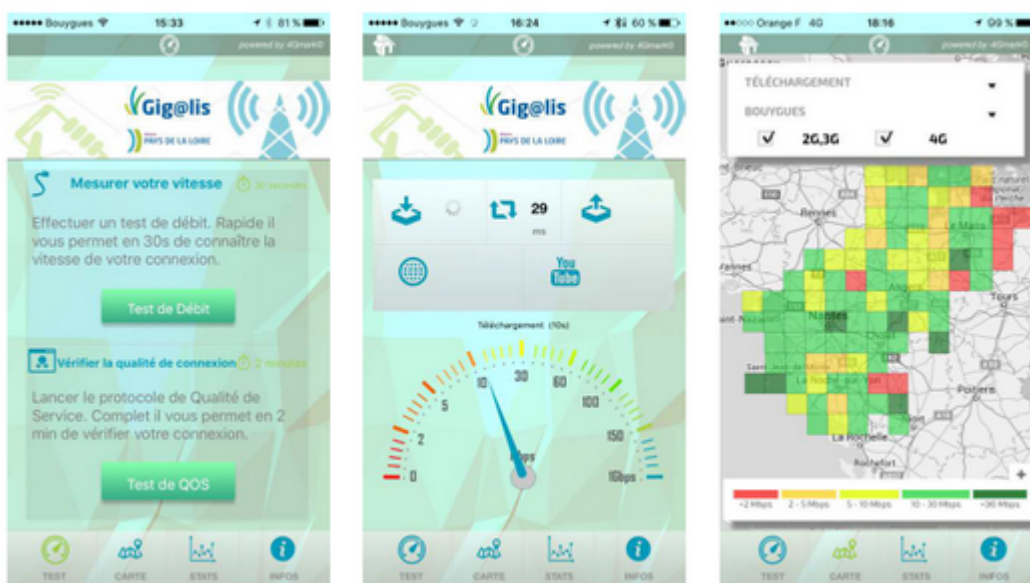 Bouygues 15:33 81 %
powered by 4Gmark©
Gig@lis
PAYS DE LA LOIRE
Mesurer votre vitesse 30 secondes
Effectuer un test de débit. Rapide il
vous permet en 30s de connaître la
vitesse de votre connexion.
Test de Débit
Vérifier la qualité de connexion 2 minutes
Lancer le protocole de Qualité de
Service. Complet il vous permet en 2
min de vérifier votre connexion.
Test de QOS
TEST CARTE STATS INFOS
Bouygues 16:24 60 %
powered by 4Gmark©
Gig@lis
PAYS DE LA LOIRE
29
ms
You
Tube
Téléchargement (10s)
0 2 5 10 30 60 100 150 1Gbps
TEST CARTE STATS INFOS
Orange F 4G 18:16 99 %
powered by 4Gmark©
TÉLÉCHARGEMENT
BOUYGUES
2G,3G 4G
Rennes
Le Mans
Angers
Tours
Nantes
Cholet
La Roche-sur-Yon
Poitiers
La Rochelle
Rochefort
+
<2 Mbps 2 - 5 Mbps 5 - 10 Mbps 10 - 30 Mbps >30 Mbps
TEST CARTE STATS INFOS